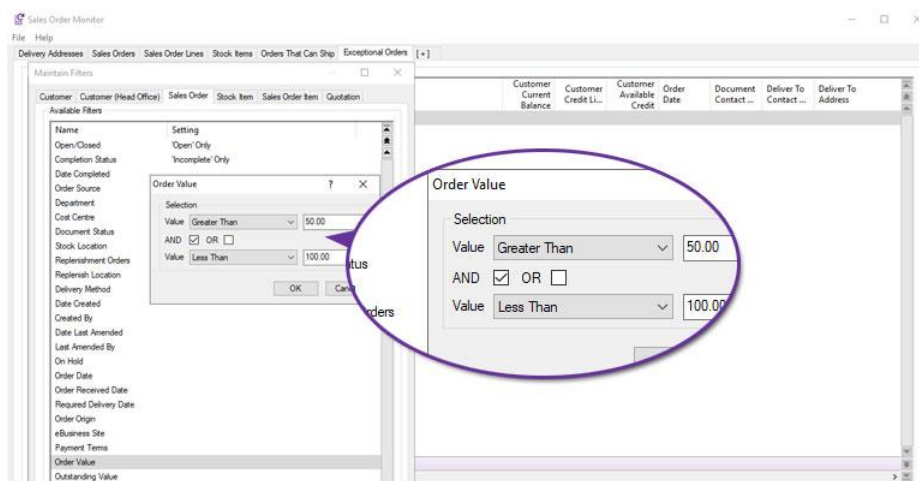 Sales Order Monitor
File Help
Delivery Addresses Sales Orders Sales Order Lines Stock Items Orders That Can Ship Exceptional Orders [+]
Maintain Filters
Customer Customer (Head Office) Sales Order Stock Item Sales Order Item Quotation
Available Filters
Customer Current Balance Customer Credit Li... Customer Available Credit Order Date Document Contact ... Deliver To Contact ... Deliver To Address
Name Setting
Open/Closed 'Open' Only
Completion Status 'Incomplete' Only
Date Completed
Order Source
Department
Cost Centre
Document Status
Stock Location
Replenishment Orders
Replenish Location
Delivery Method
Date Created
Created By
Date Last Amended
Last Amended By
On Hold
Order Date
Order Received Date
Required Delivery Date
Order Origin
eBusiness Site
Payment Terms
Order Value
Outstanding Value
Order Value ? ×
Selection
Value Greater Than 50.00
AND OR
Value Less Than 100.00
OK
tus
rders
Order Value
Selection
Value Greater Than 50.00
AND OR
Value Less Than 100.00